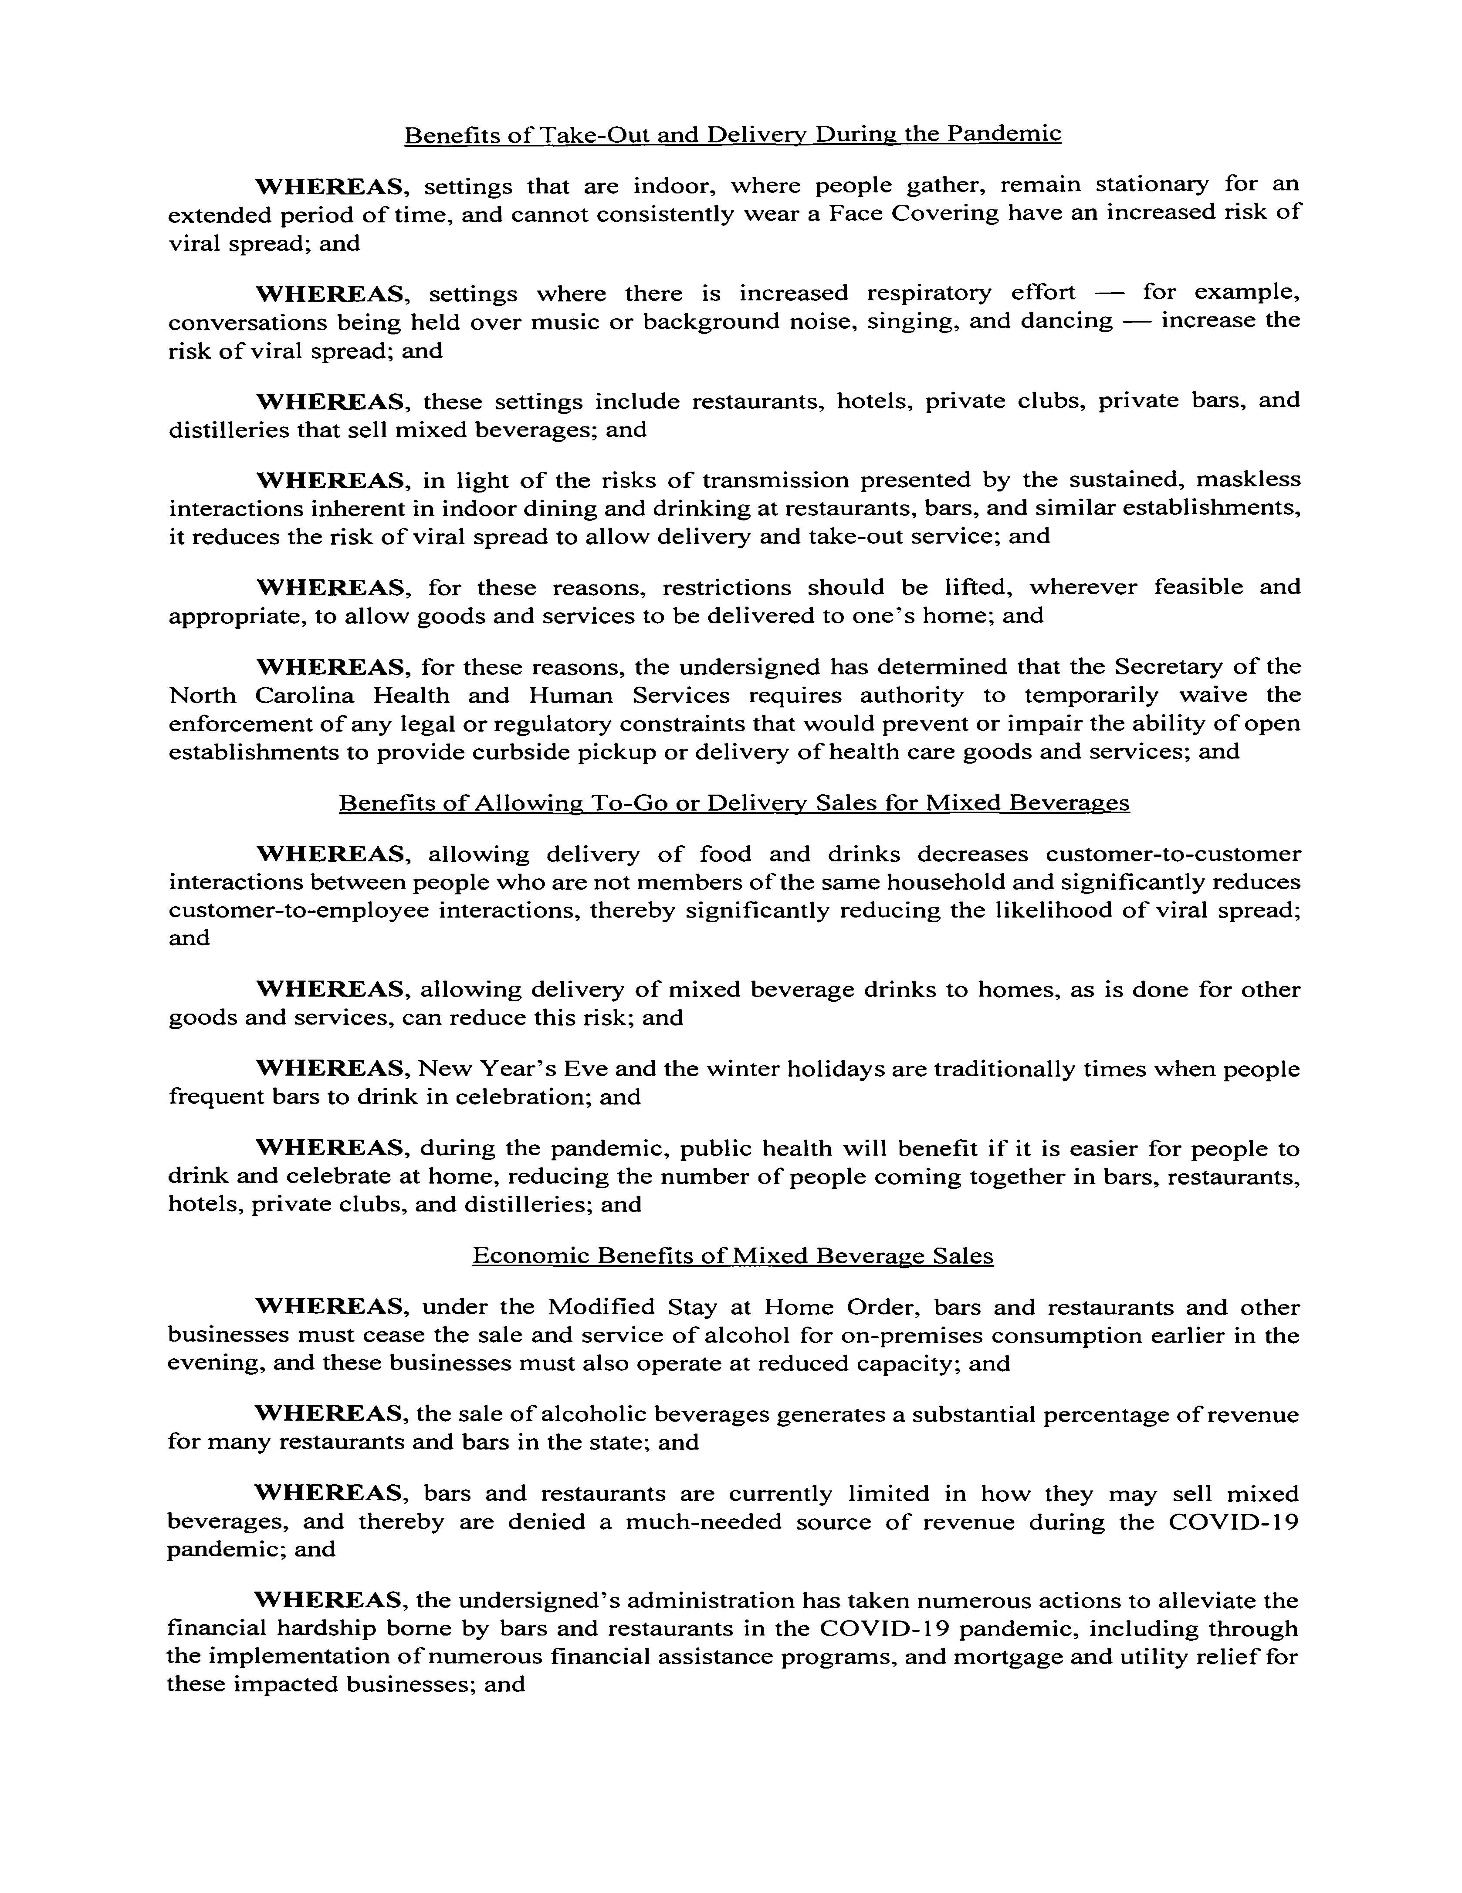 Benefits of Take-Out and Delivery During the Pandemic
WHEREAS, settings that are indoor, where people gather, remain stationary for an
extended period of time, and cannot consistently wear a Face Covering have an increased risk of
viral spread; and
WHEREAS, settings where there is increased respiratory effort — for example,
conversations being held over music or background noise, singing, and dancing — increase the
risk of viral spread; and
WHEREAS, these settings include restaurants, hotels, private clubs, private bars, and
distilleries that sell mixed beverages; and
WHEREAS, in light of the risks of transmission presented by the sustained, maskless
interactions inherent in indoor dining and drinking at restaurants, bars, and similar establishments,
it reduces the risk of viral spread to allow delivery and take-out service; and
WHEREAS, for these reasons, restrictions should be lifted, wherever feasible and
appropriate, to allow goods and services to be delivered to one's home; and
WHEREAS, for these reasons, the undersigned has determined that the Secretary of the
North Carolina Health and Human Services requires authority to temporarily waive the
enforcement of any legal or regulatory constraints that would prevent or impair the ability of open
establishments to provide curbside pickup or delivery of health care goods and services; and
Benefits of Allowing To-Go or Delivery Sales for Mixed Beverages
WHEREAS, allowing delivery of food and drinks decreases customer-to-customer
interactions between people who are not members of the same household and significantly reduces
customer-to-employee interactions, thereby significantly reducing the likelihood of viral spread;
and
WHEREAS, allowing delivery of mixed beverage drinks to homes, as is done for other
goods and services, can reduce this risk; and
WHEREAS, New Year's Eve and the winter holidays are traditionally times when people
frequent bars to drink in celebration; and
WHEREAS, during the pandemic, public health will benefit if it is easier for people to
drink and celebrate at home, reducing the number of people coming together in bars, restaurants,
hotels, private clubs, and distilleries; and
Economic Benefits of Mixed Beverage Sales
WHEREAS, under the Modified Stay at Home Order, bars and restaurants and other
businesses must cease the sale and service of alcohol for on-premises consumption earlier in the
evening, and these businesses must also operate at reduced capacity; and
WHEREAS, the sale of alcoholic beverages generates a substantial percentage of revenue
for many restaurants and bars in the state; and
WHEREAS, bars and restaurants are currently limited in how they may sell mixed
beverages, and thereby are denied a much-needed source of revenue during the COVID-19
pandemic; and
WHEREAS, the undersigned's administration has taken numerous actions to alleviate the
financial hardship borne by bars and restaurants in the COVID-19 pandemic, including through
the implementation of numerous financial assistance programs, and mortgage and utility relief for
these impacted businesses; and